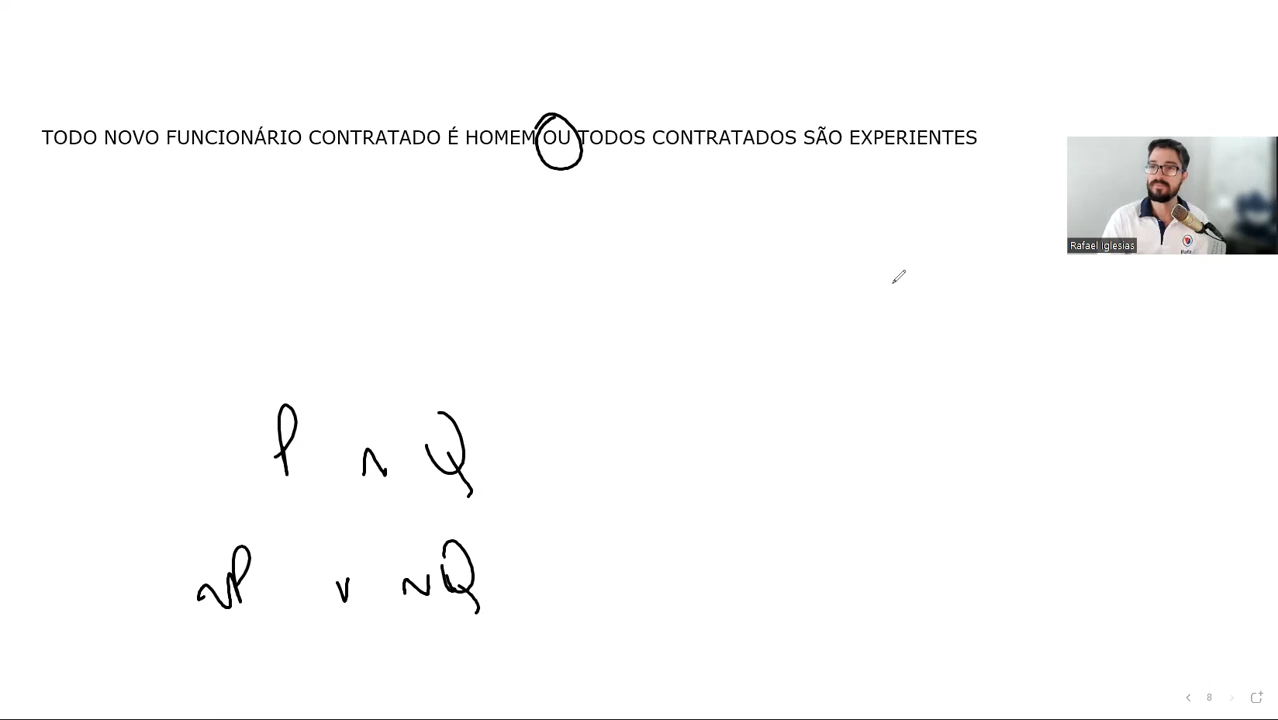 TODO NOVO FUNCIONÁRIO CONTRATADO É HOMEM OU TODOS CONTRATADOS SÃO EXPERIENTES
Rafael Iglesias
P ∧ Q
~P ∨ ~Q
8